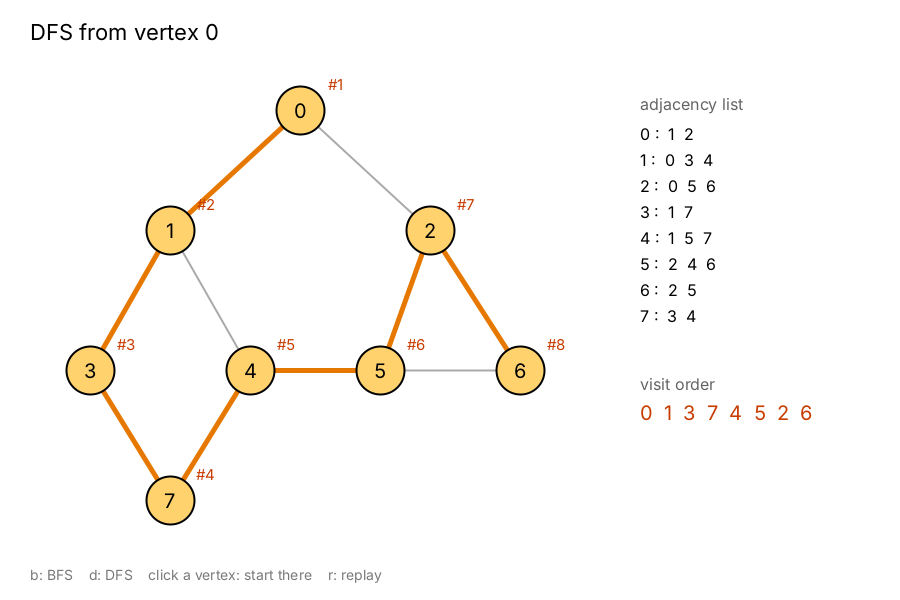 DFS from vertex 0
#1
0
#2
1
#7
2
#3
3
#5
4
#6
5
#8
6
#4
7
adjacency list
0: 1 2
1: 0 3 4
2: 0 5 6
3: 1 7
4: 1 5 7
5: 2 4 6
6: 2 5
7: 3 4
visit order
0 1 3 7 4 5 2 6
b: BFS d: DFS click a vertex: start there r: replay